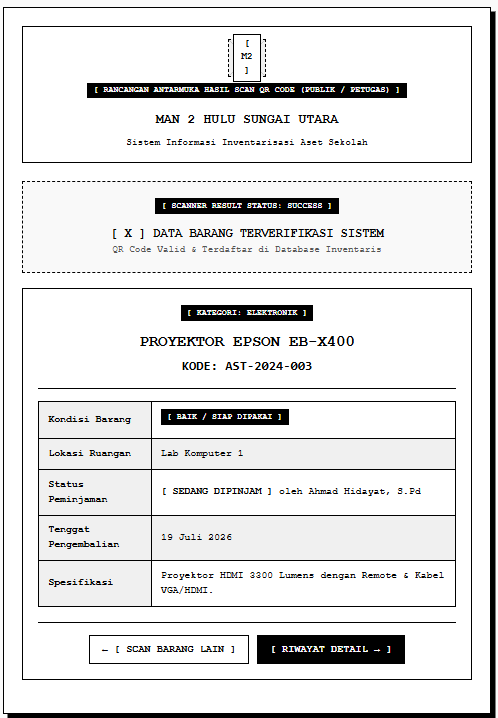 [
M2
]
[ RANCANGAN ANTARMUKA HASIL SCAN QR CODE (PUBLIK / PETUGAS) ]
MAN 2 HULU SUNGAI UTARA
Sistem Informasi Inventarisasi Aset Sekolah
[ SCANNER RESULT STATUS: SUCCESS ]
[ X ] DATA BARANG TERVERIFIKASI SISTEM
QR Code Valid & Terdaftar di Database Inventaris
[ KATEGORI: ELEKTRONIK ]
PROYEKTOR EPSON EB-X400
KODE: AST-2024-003
Kondisi Barang
[ BAIK / SIAP DIPAKAI ]
Lokasi Ruangan
Lab Komputer 1
Status
Peminjaman
[ SEDANG DIPINJAM ] oleh Ahmad Hidayat, S.Pd
Tenggat
Pengembalian
19 Juli 2026
Spesifikasi
Proyektor HDMI 3300 Lumens dengan Remote & Kabel
VGA/HDMI.
← [ SCAN BARANG LAIN ]
[ RIWAYAT DETAIL → ]